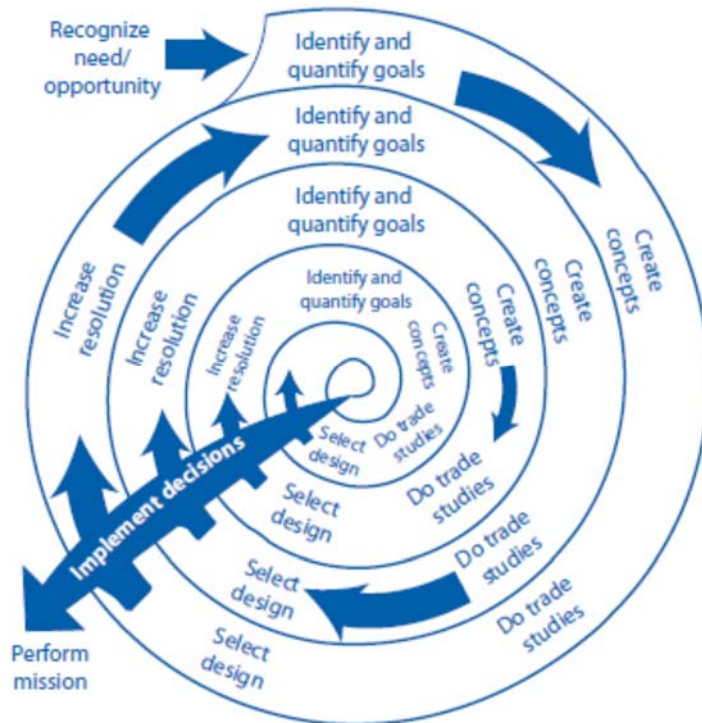 Recognize
need/
opportunity
Identify and
quantify goals
Identify and
quantify goals
Identify and
quantify goals
Identify and
quantify goals
Create
concepts
Create
concepts
Create
concepts
Create
concepts
Do trade
studies
Do trade
studies
Do trade
studies
Do trade
studies
Select
design
Select
design
Select
design
Select
design
Increase
resolution
Increase
resolution
Increase
resolution
Implement decisions
Perform
mission